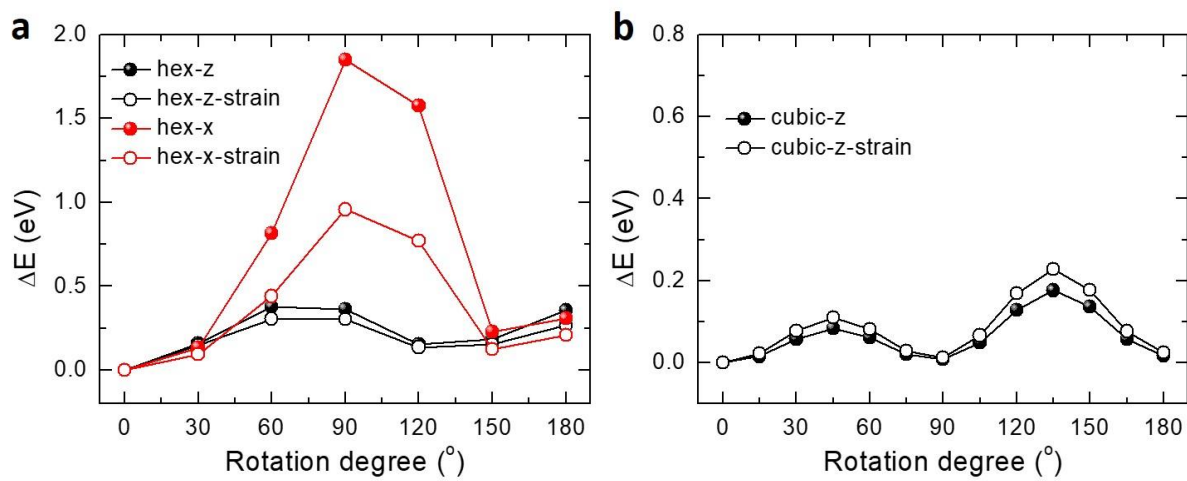 a
2.0
1.5
1.0
0.5
0.0
ΔE (eV)
hex-z
hex-z-strain
hex-x
hex-x-strain
0 30 60 90 120 150 180
Rotation degree (°)
b
0.8
0.6
0.4
0.2
0.0
ΔE (eV)
cubic-z
cubic-z-strain
0 30 60 90 120 150 180
Rotation degree (°)